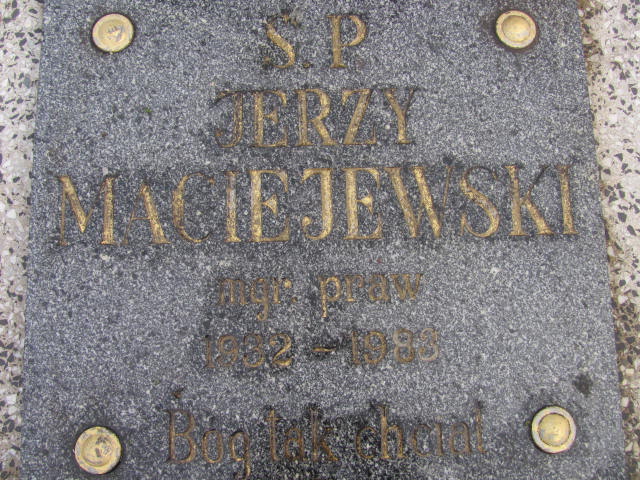 Ś.P
JERZY
MACIEJEWSKI
mgr. praw
1932 - 1983
Bóg tak chciał